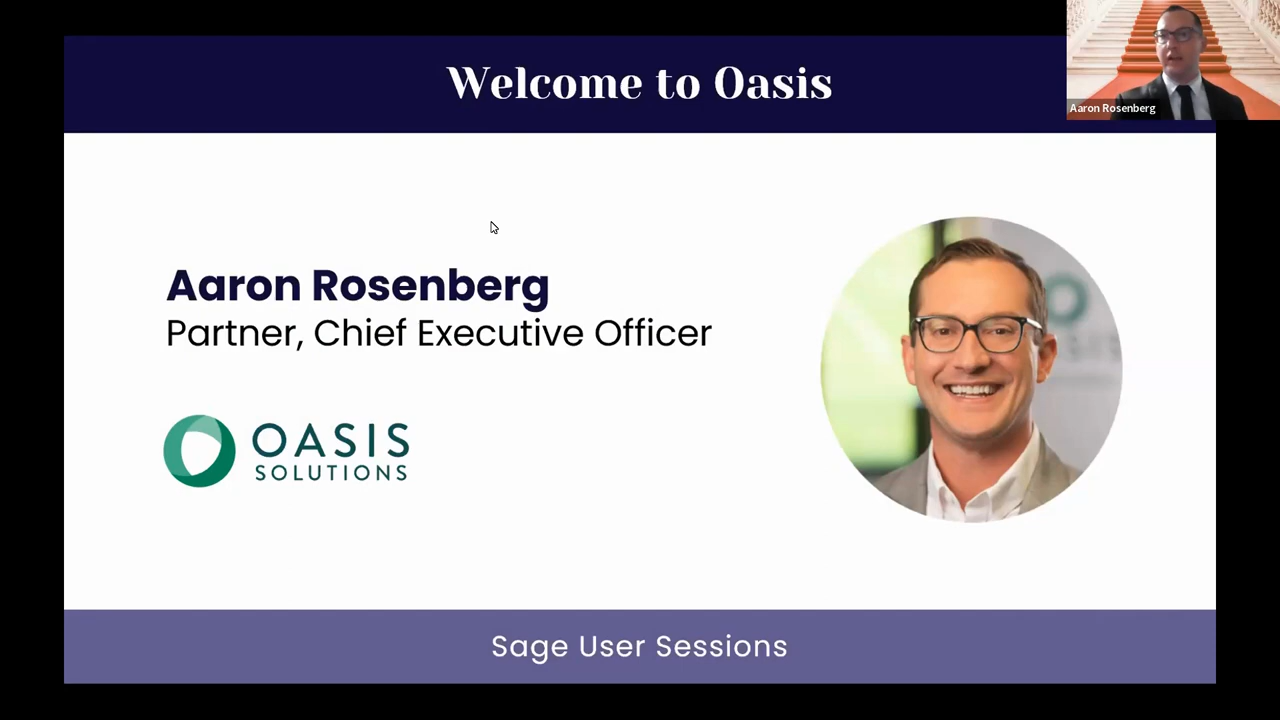 Welcome to Oasis
Aaron Rosenberg
Aaron Rosenberg
Partner, Chief Executive Officer
OASIS
SOLUTIONS
Sage User Sessions